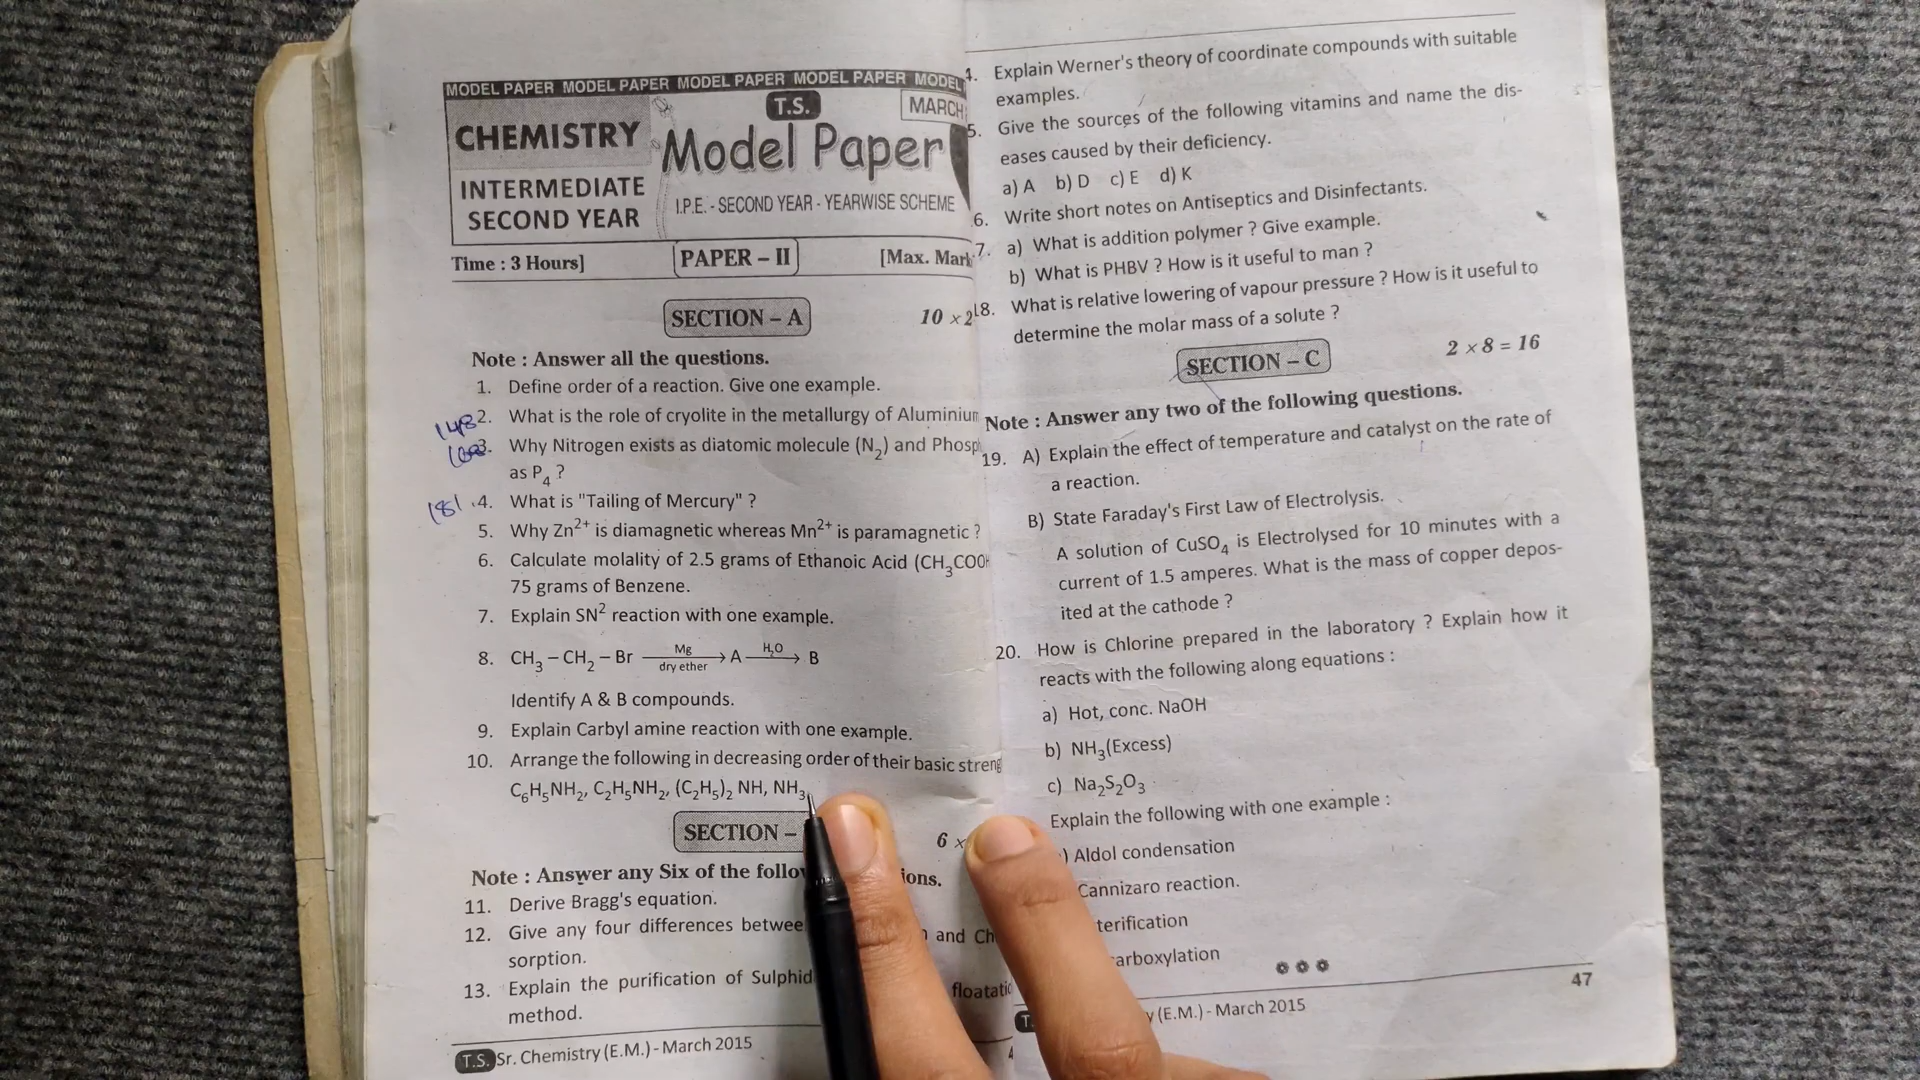 MODEL PAPER MODEL PAPER MODEL PAPER MODEL PAPER MODEL
T.S.
MARCH
CHEMISTRY
Model Paper
INTERMEDIATE
SECOND YEAR
I.P.E. - SECOND YEAR - YEARWISE SCHEME
Time : 3 Hours]
PAPER – II
[Max. Mark
SECTION – A
10 × 2
Note : Answer all the questions.
1. Define order of a reaction. Give one example.
148 2. What is the role of cryolite in the metallurgy of Aluminium
3. Why Nitrogen exists as diatomic molecule (N₂) and Phosp
as P₄ ?
181 4. What is "Tailing of Mercury" ?
5. Why Zn²⁺ is diamagnetic whereas Mn²⁺ is paramagnetic ?
6. Calculate molality of 2.5 grams of Ethanoic Acid (CH₃COO
75 grams of Benzene.
7. Explain SN² reaction with one example.
8. CH₃ – CH₂ – Br Mg dry ether → A H₂O → B
Identify A & B compounds.
9. Explain Carbyl amine reaction with one example.
10. Arrange the following in decreasing order of their basic streng
C₆H₅NH₂, C₂H₅NH₂, (C₂H₅)₂ NH, NH₃
SECTION –
6 ×
Note : Answer any Six of the follo ions.
11. Derive Bragg's equation.
12. Give any four differences betwee and Ch
sorption.
13. Explain the purification of Sulphid floatatio
method.
T.S. Sr. Chemistry (E.M.) - March 2015
4. Explain Werner's theory of coordinate compounds with suitable
examples.
5. Give the sources of the following vitamins and name the dis-
eases caused by their deficiency.
a) A b) D c) E d) K
6. Write short notes on Antiseptics and Disinfectants.
7. a) What is addition polymer ? Give example.
b) What is PHBV ? How is it useful to man ?
18. What is relative lowering of vapour pressure ? How is it useful to
determine the molar mass of a solute ?
SECTION – C
2 × 8 = 16
Note : Answer any two of the following questions.
19. A) Explain the effect of temperature and catalyst on the rate of
a reaction.
B) State Faraday's First Law of Electrolysis.
A solution of CuSO₄ is Electrolysed for 10 minutes with a
current of 1.5 amperes. What is the mass of copper depos-
ited at the cathode ?
20. How is Chlorine prepared in the laboratory ? Explain how it
reacts with the following along equations :
a) Hot, conc. NaOH
b) NH₃(Excess)
c) Na₂S₂O₃
Explain the following with one example :
) Aldol condensation
Cannizaro reaction.
terification
arboxylation
47
T. y (E.M.) - March 2015